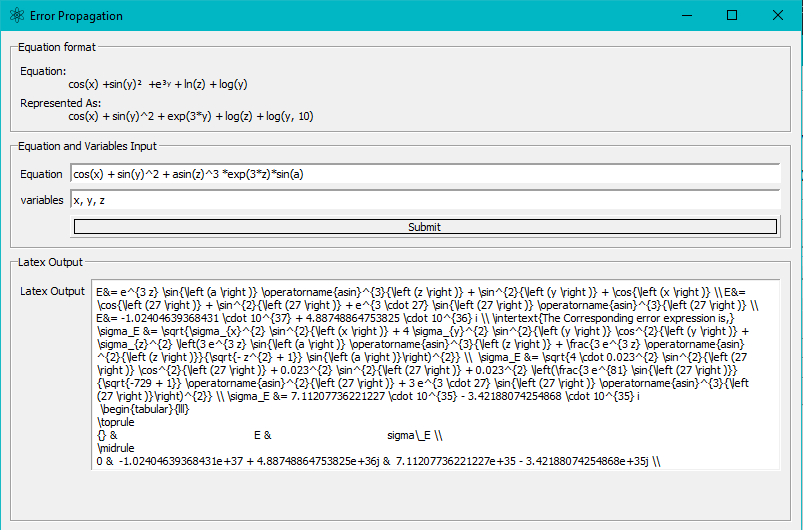 Error Propagation
Equation format
Equation:
cos(x) +sin(y)² +e³ʸ + ln(z) + log(y)
Represented As:
cos(x) + sin(y)^2 + exp(3*y) + log(z) + log(y, 10)
Equation and Variables Input
Equation cos(x) + sin(y)^2 + asin(z)^3 *exp(3*z)*sin(a)
variables x, y, z
Submit
Latex Output
Latex Output E&= e^{3 z} \sin{\left (a \right )} \operatorname{asin}^{3}{\left (z \right )} + \sin^{2}{\left (y \right )} + \cos{\left (x \right )} \\ E&=
\cos{\left (27 \right )} + \sin^{2}{\left (27 \right )} + e^{3 \cdot 27} \sin{\left (27 \right )} \operatorname{asin}^{3}{\left (27 \right )} \\
E&= -1.02404639368431 \cdot 10^{37} + 4.88748864753825 \cdot 10^{36} i \\ \intertext{The Corresponding error expression is,}
\sigma_E &= \sqrt{\sigma_{x}^{2} \sin^{2}{\left (x \right )} + 4 \sigma_{y}^{2} \sin^{2}{\left (y \right )} \cos^{2}{\left (y \right )} +
\sigma_{z}^{2} \left(3 e^{3 z} \sin{\left (a \right )} \operatorname{asin}^{3}{\left (z \right )} + \frac{3 e^{3 z} \operatorname{asin}
^{2}{\left (z \right )}}{\sqrt{- z^{2} + 1}} \sin{\left (a \right )}\right)^{2}} \\ \sigma_E &= \sqrt{4 \cdot 0.023^{2} \sin^{2}{\left (27
\right )} \cos^{2}{\left (27 \right )} + 0.023^{2} \sin^{2}{\left (27 \right )} + 0.023^{2} \left(\frac{3 e^{81} \sin{\left (27 \right )}}
{\sqrt{-729 + 1}} \operatorname{asin}^{2}{\left (27 \right )} + 3 e^{3 \cdot 27} \sin{\left (27 \right )} \operatorname{asin}^{3}{\left
(27 \right )}\right)^{2}} \\ \sigma_E &= 7.11207736221227 \cdot 10^{35} - 3.42188074254868 \cdot 10^{35} i
\begin{tabular}{lll}
\toprule
{} & E & sigma\_E \\
\midrule
0 & -1.02404639368431e+37 + 4.88748864753825e+36j & 7.11207736221227e+35 - 3.42188074254868e+35j \\